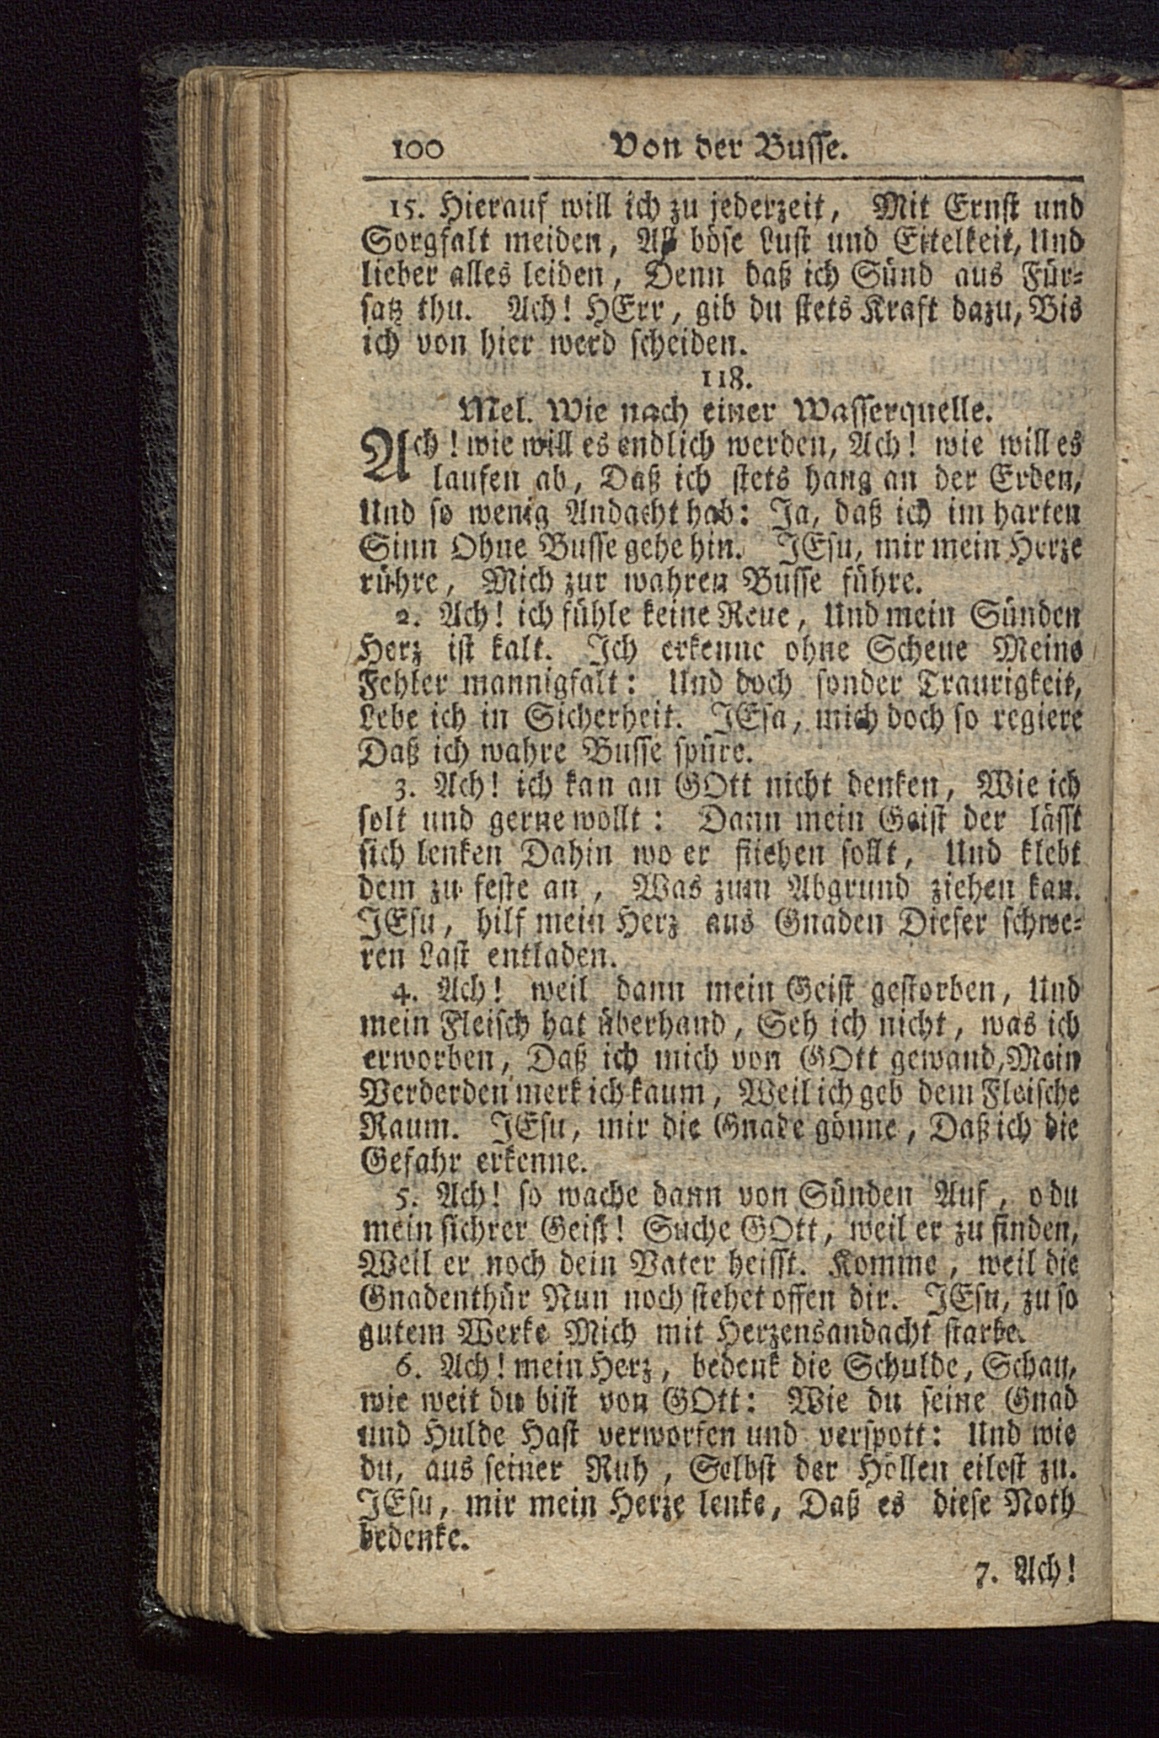 100 Von der Busse.
15. Hierauf will ich zu jederzeit, Mit Ernst und
Sorgfalt meiden, All böse Lust und Eitelkeit, Und
lieber alles leiden, Denn daß ich Sünd aus Für-
satz thu. Ach! HErr, gib du stets Kraft dazu, Bis
ich von hier werd scheiden.
118.
Mel. Wie nach einer Wasserquelle.
Ach! wie will es endlich werden, Ach! wie will es
laufen ab, Daß ich stets hang an der Erden,
Und so wenig Andacht hab: Ja, daß ich im harten
Sinn Ohne Busse gehe hin. JEsu, mir mein Herze
rühre, Mich zur wahren Busse führe.
2. Ach! ich fühle keine Reue, Und mein Sünden
Herz ist kalt. Ich erkenne ohne Scheue Meine
Fehler mannigfalt: Und doch sonder Traurigkeit,
Lebe ich in Sicherheit. JEsu, mich doch so regiere
Daß ich wahre Busse spüre.
3. Ach! ich kan an GOtt nicht denken, Wie ich
solt und gerne wollt: Dann mein Geist der lässt
sich lenken Dahin wo er fliehen sollt, Und klebt
dem zu feste an, Was zum Abgrund ziehen kan.
JEsu, hilf mein Herz aus Gnaden Dieser schwe-
ren Last entladen.
4. Ach! weil dann mein Geist gestorben, Und
mein Fleisch hat überhand, Seh ich nicht, was ich
erworben, Daß ich mich von GOtt gewand, Mein
Verderden merk ich kaum, Weil ich geb dem Fleische
Raum. JEsu, mir die Gnade gönne, Daß ich die
Gefahr erkenne.
5. Ach! so wache dann von Sünden Auf, o du
mein sichrer Geist! Suche GOtt, weil er zu finden,
Weil er noch dein Vater heisst. Komme, weil die
Gnadenthür Nun noch stehet offen dir. JEsu, zu so
gutem Werke Mich mit Herzensandacht starke.
6. Ach! mein Herz, bedenk die Schulde, Schau,
wie weit du bist von GOtt: Wie du seine Gnad
und Hulde Hast verworfen und verspott: Und wie
du, aus seiner Ruh, Selbst der Höllen eilest zu.
JEsu, mir mein Herze lenke, Daß es diese Noth
bedenke.
7. Ach!